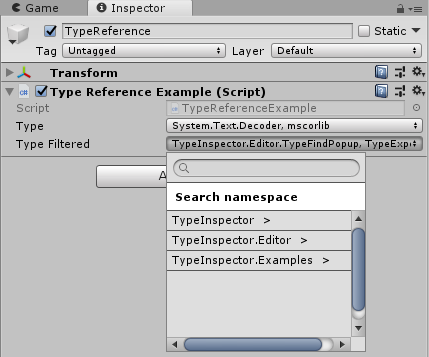 Game
Inspector
TypeReference
Static
Tag
Untagged
Layer
Default
Transform
Type Reference Example (Script)
Script
TypeReferenceExample
Type
System.Text.Decoder, mscorlib
Type Filtered
TypeInspector.Editor.TypeFindPopup, TypeExp
A
Search namespace
TypeInspector >
TypeInspector.Editor >
TypeInspector.Examples >